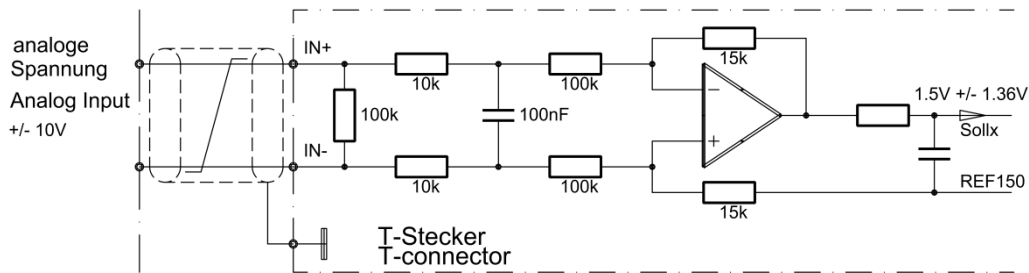 analoge
Spannung
Analog Input
+/- 10V
IN+
10k
100k
15k
100k
100nF
−
+
1.5V +/- 1.36V
Sollx
IN-
10k
100k
15k
REF150
T-Stecker
T-connector